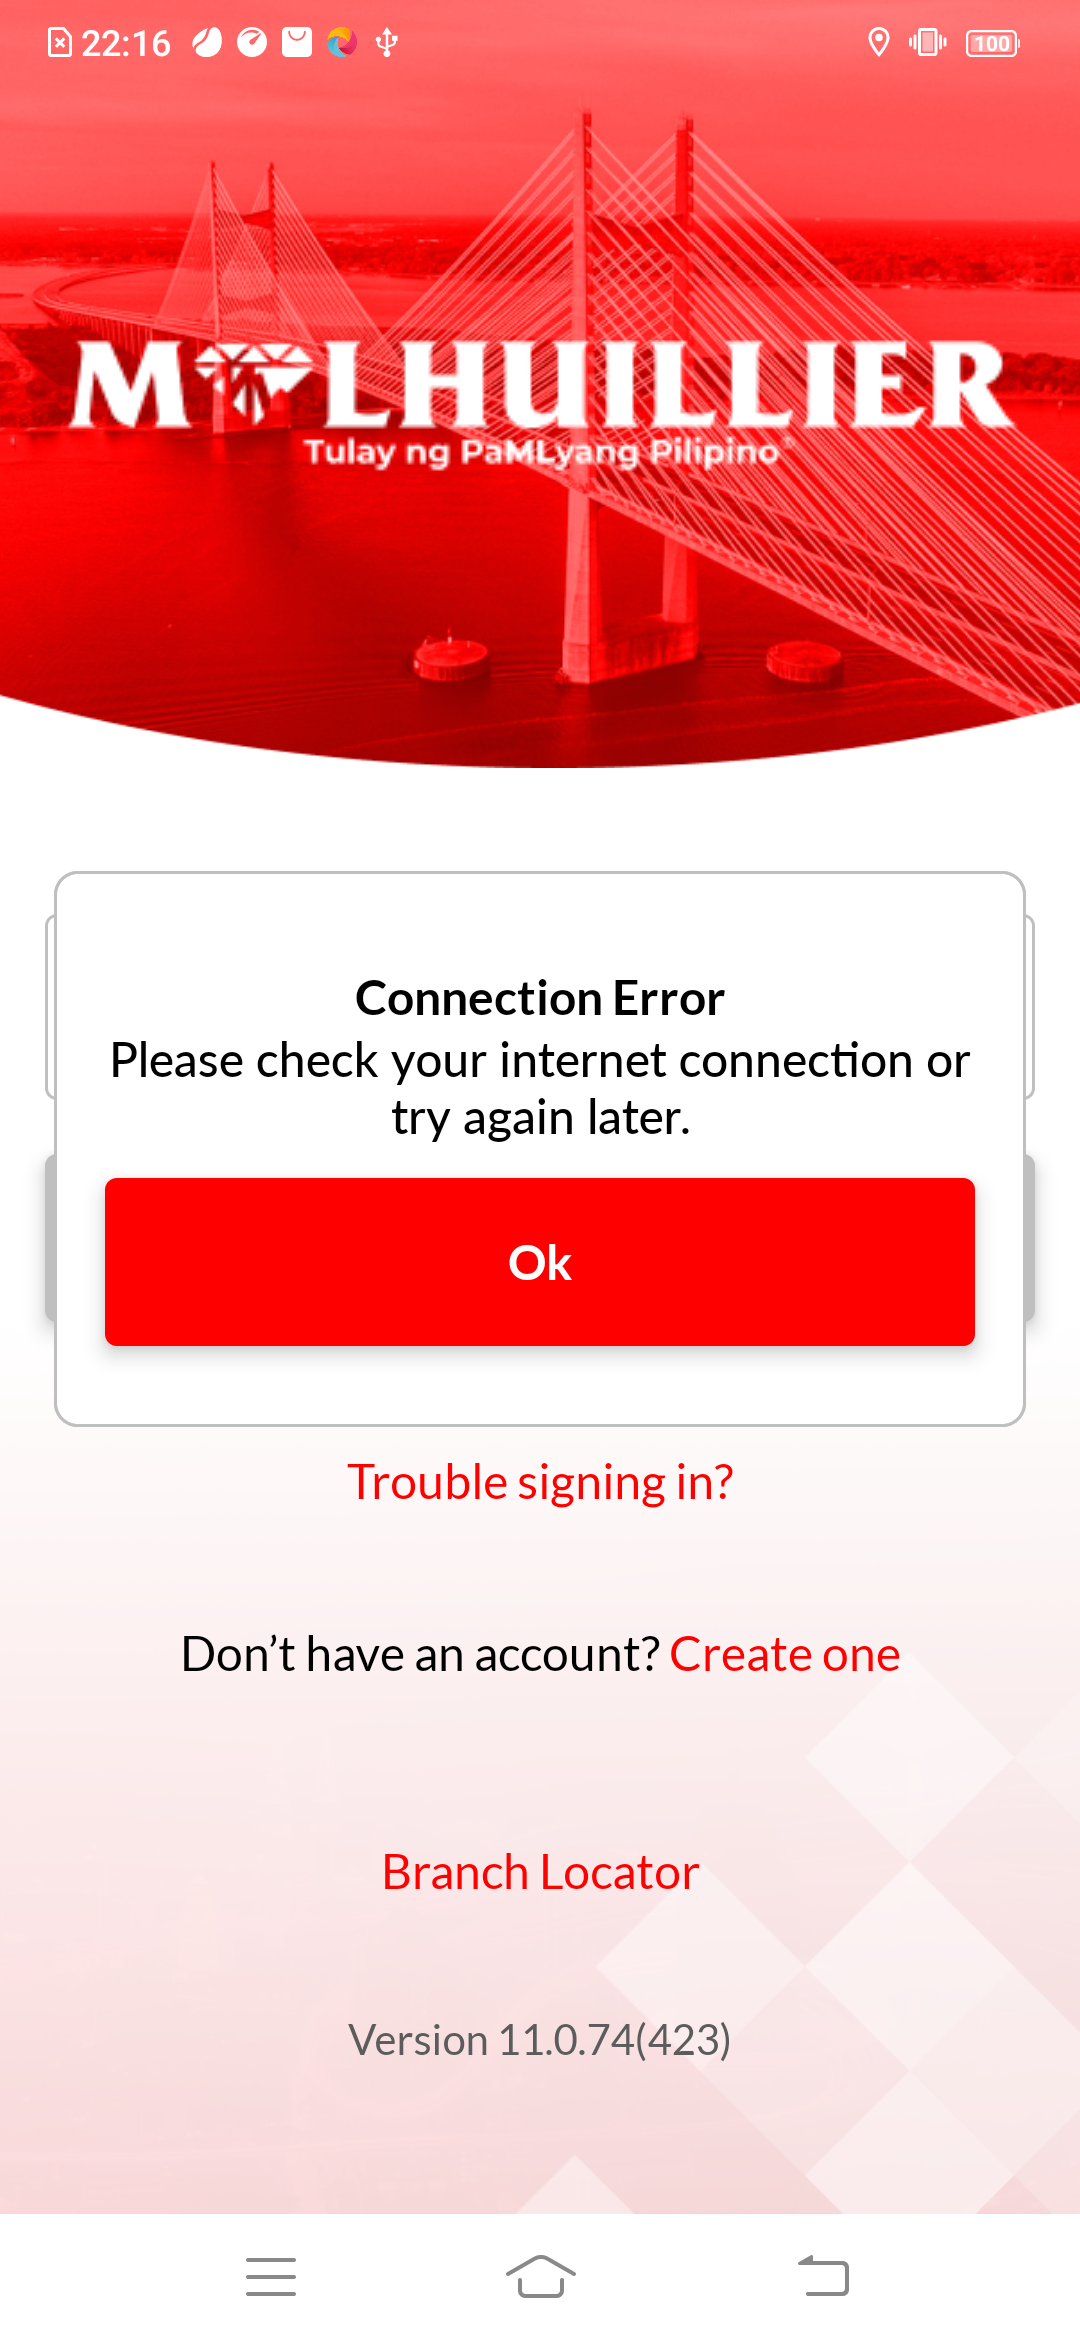 22:16
100
M LHUILLIER
Tulay ng PaMLyang Pilipino
Connection Error
Please check your internet connection or
try again later.
Ok
Trouble signing in?
Don’t have an account? Create one
Branch Locator
Version 11.0.74(423)